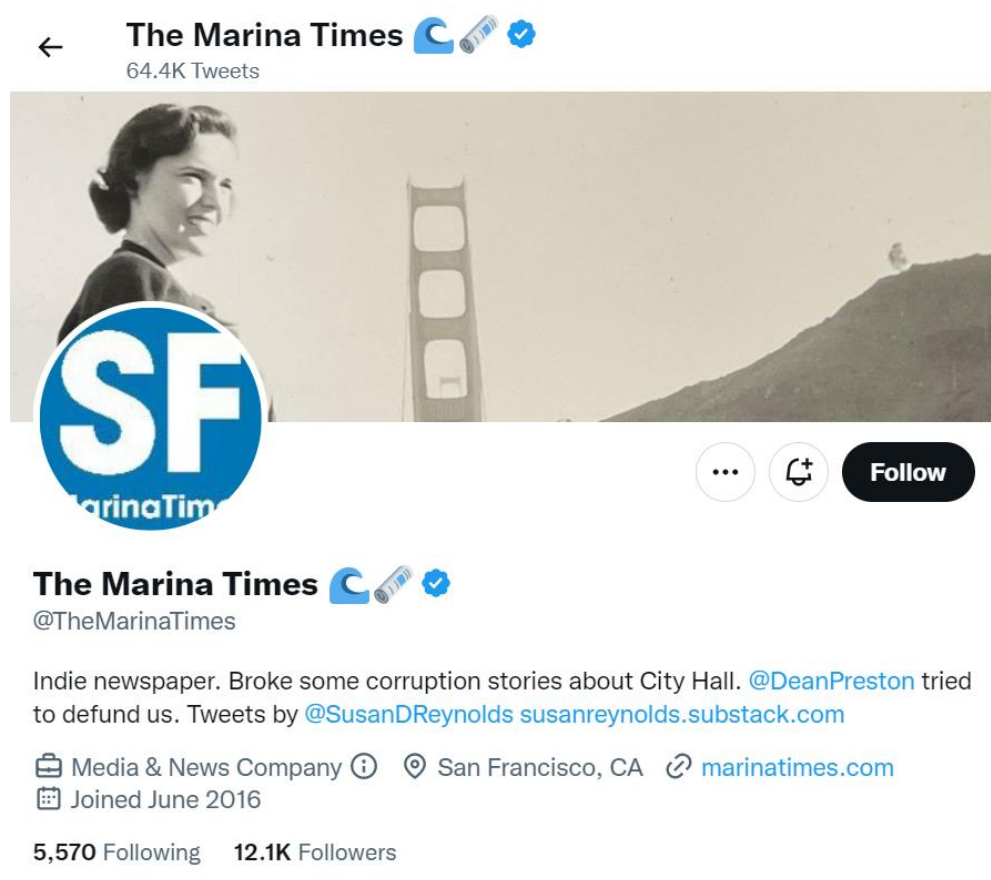 The Marina Times
64.4K Tweets
SF
arinaTim
Follow
The Marina Times
@TheMarinaTimes
Indie newspaper. Broke some corruption stories about City Hall. @DeanPreston tried
to defund us. Tweets by @SusanDReynolds susanreynolds.substack.com
Media & News Company San Francisco, CA marinatimes.com
Joined June 2016
5,570 Following 12.1K Followers